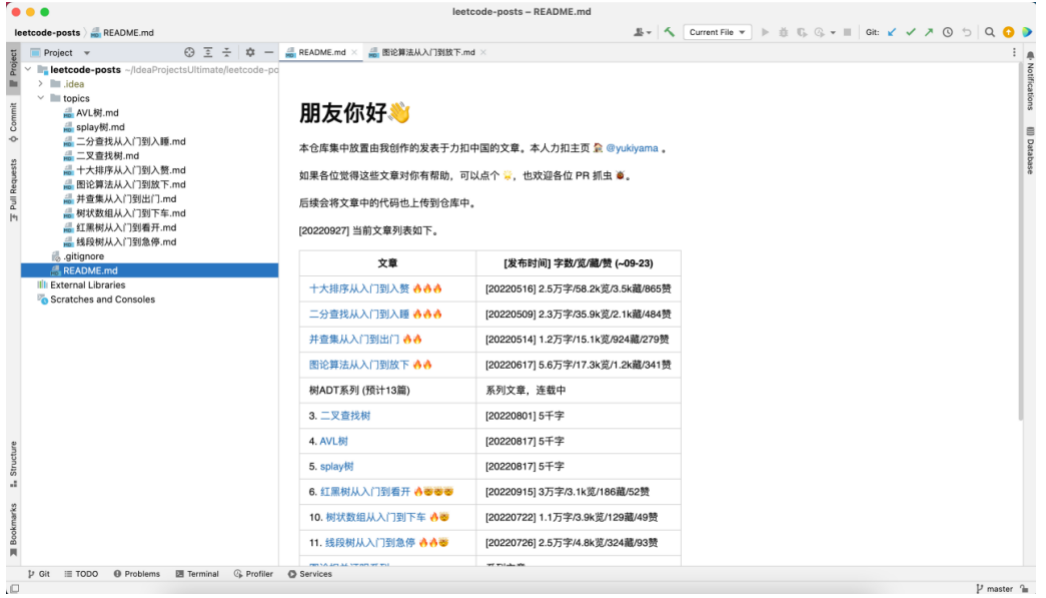 leetcode-posts – README.md
leetcode-posts README.md
Current File
Git:
Project
README.md
图论算法从入门到放下.md
Project
Commit
Pull Requests
Structure
Bookmarks
leetcode-posts ~/IdeaProjectsUltimate/leetcode-po
.idea
topics
AVL树.md
splay树.md
二分查找从入门到入睡.md
二叉查找树.md
十大排序从入门到入赘.md
图论算法从入门到放下.md
并查集从入门到出门.md
树状数组从入门到下车.md
红黑树从入门到看开.md
线段树从入门到急停.md
.gitignore
README.md
External Libraries
Scratches and Consoles
朋友你好👋
本仓库集中放置由我创作的发表于力扣中国的文章。本人力扣主页 🏠 @yukiyama 。
如果各位觉得这些文章对你有帮助，可以点个 🌟，也欢迎各位 PR 抓虫 🐞。
后续会将文章中的代码也上传到仓库中。
[20220927] 当前文章列表如下。
文章 [发布时间] 字数/览/藏/赞 (~09-23)
十大排序从入门到入赘 🔥🔥🔥 [20220516] 2.5万字/58.2k览/3.5k藏/865赞
二分查找从入门到入睡 🔥🔥🔥 [20220509] 2.3万字/35.9k览/2.1k藏/484赞
并查集从入门到出门 🔥🔥 [20220514] 1.2万字/15.1k览/924藏/279赞
图论算法从入门到放下 🔥🔥 [20220617] 5.6万字/17.3k览/1.2k藏/341赞
树ADT系列 (预计13篇) 系列文章，连载中
3. 二叉查找树 [20220801] 5千字
4. AVL树 [20220817] 5千字
5. splay树 [20220817] 5千字
6. 红黑树从入门到看开 🔥🤯🤯🤯 [20220915] 3万字/3.1k览/186藏/52赞
10. 树状数组从入门到下车 🔥🤯 [20220722] 1.1万字/3.9k览/129藏/49赞
11. 线段树从入门到急停 🔥🔥🤯 [20220726] 2.5万字/4.8k览/324藏/93赞
Notifications
Database
Git TODO Problems Terminal Profiler Services
master